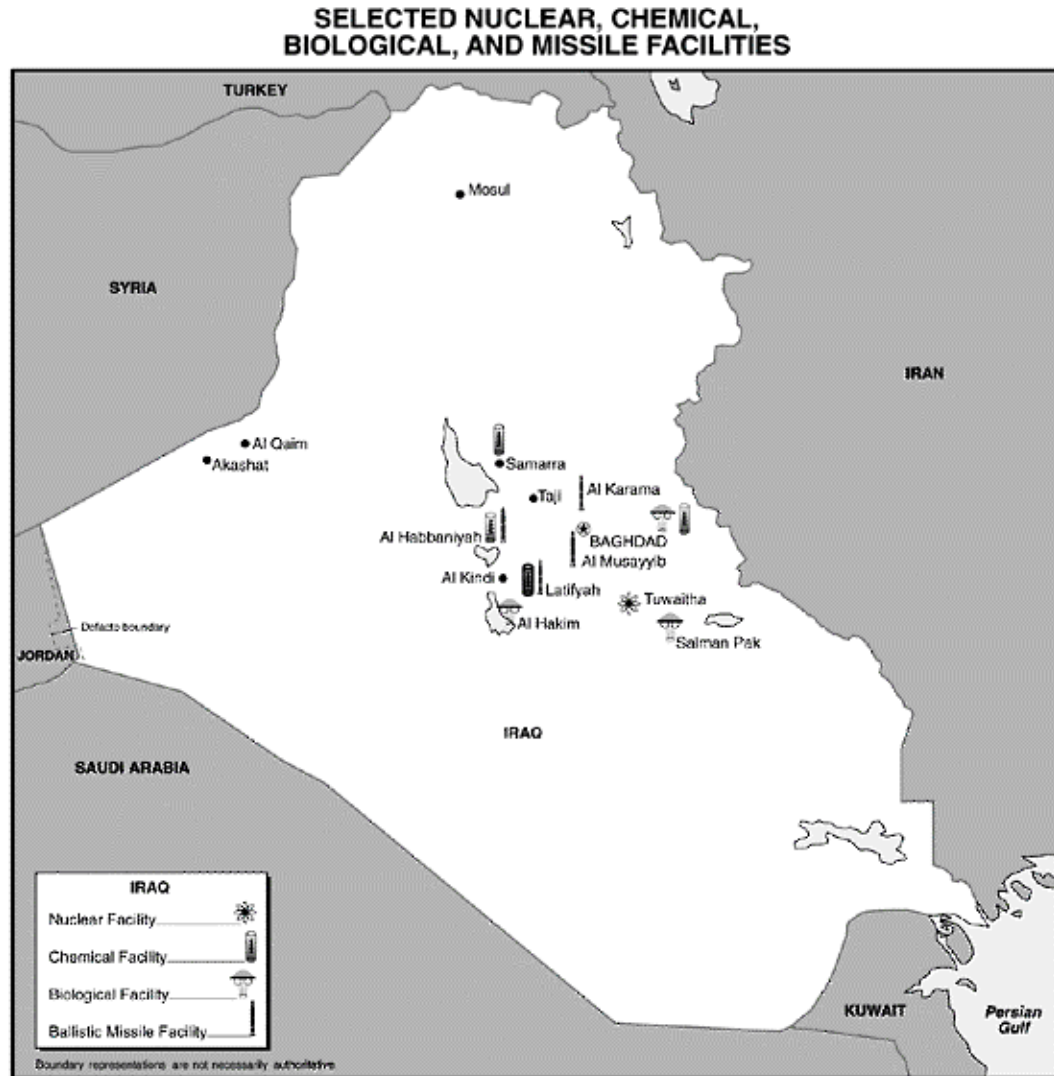 SELECTED NUCLEAR, CHEMICAL,
BIOLOGICAL, AND MISSILE FACILITIES
TURKEY
Mosul
SYRIA
IRAN
Al Qaim
Akashat
Samarra
Al Karama
Taji
Al Habbaniyah
BAGHDAD
Al Musayyib
Al Kindi
Latifyah
Tuwaitha
Al Hakim
Salman Pak
Defacto boundary
JORDAN
IRAQ
SAUDI ARABIA
IRAQ
Nuclear Facility
Chemical Facility
Biological Facility
Ballistic Missile Facility
KUWAIT
Persian
Gulf
Boundary representations are not necessarily authoritative